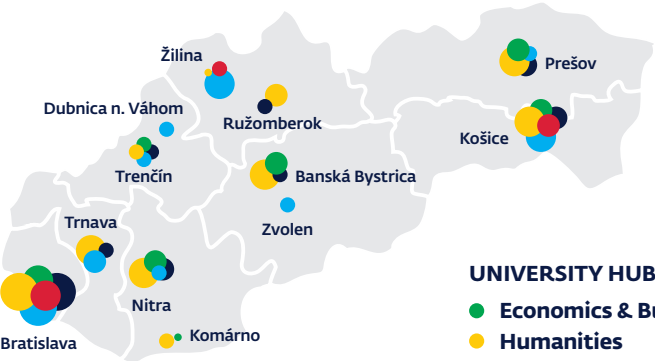 Žilina
Prešov
Dubnica n. Váhom
Ružomberok
Košice
Trenčín
Banská Bystrica
Trnava
Zvolen
UNIVERSITY HUB
Nitra
Economics & Bu
Komárno
Humanities
Bratislava